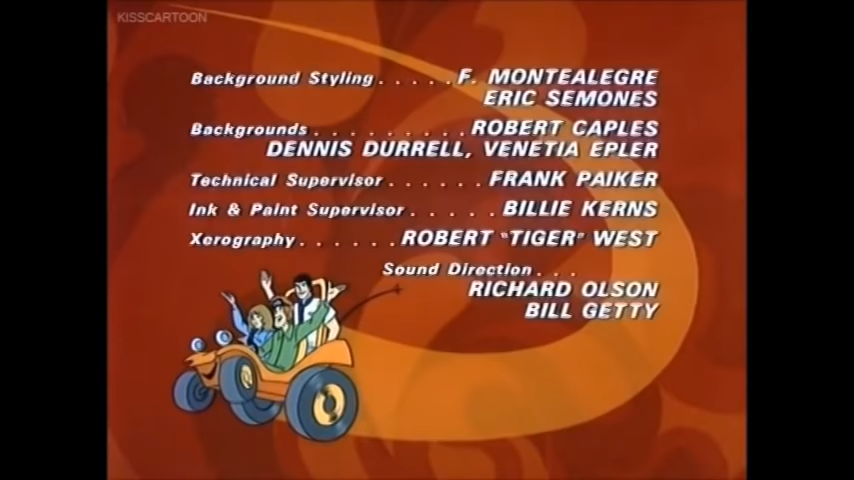 KISSCARTOON
Background Styling . . . . . F. MONTEALEGRE
ERIC SEMONES
Backgrounds . . . . . . . . . ROBERT CAPLES
DENNIS DURRELL, VENETIA EPLER
Technical Supervisor . . . . . . FRANK PAIKER
Ink & Paint Supervisor . . . . . BILLIE KERNS
Xerography . . . . . . ROBERT "TIGER" WEST
Sound Direction . . .
RICHARD OLSON
BILL GETTY